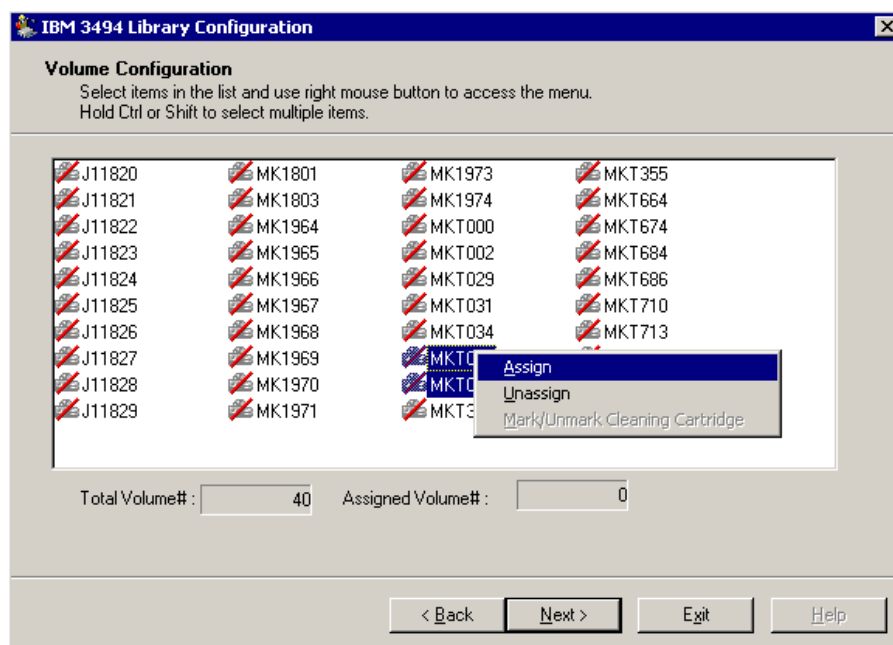 IBM 3494 Library Configuration
Volume Configuration
Select items in the list and use right mouse button to access the menu.
Hold Ctrl or Shift to select multiple items.
J11820 MK1801 MK1973 MKT355
J11821 MK1803 MK1974 MKT664
J11822 MK1964 MKT000 MKT674
J11823 MK1965 MKT002 MKT684
J11824 MK1966 MKT029 MKT686
J11825 MK1967 MKT031 MKT710
J11826 MK1968 MKT034 MKT713
J11827 MK1969
J11828 MK1970
J11829 MK1971
Assign
Unassign
Mark/Unmark Cleaning Cartridge
Total Volume# : 40 Assigned Volume# : 0
< Back Next > Exit Help